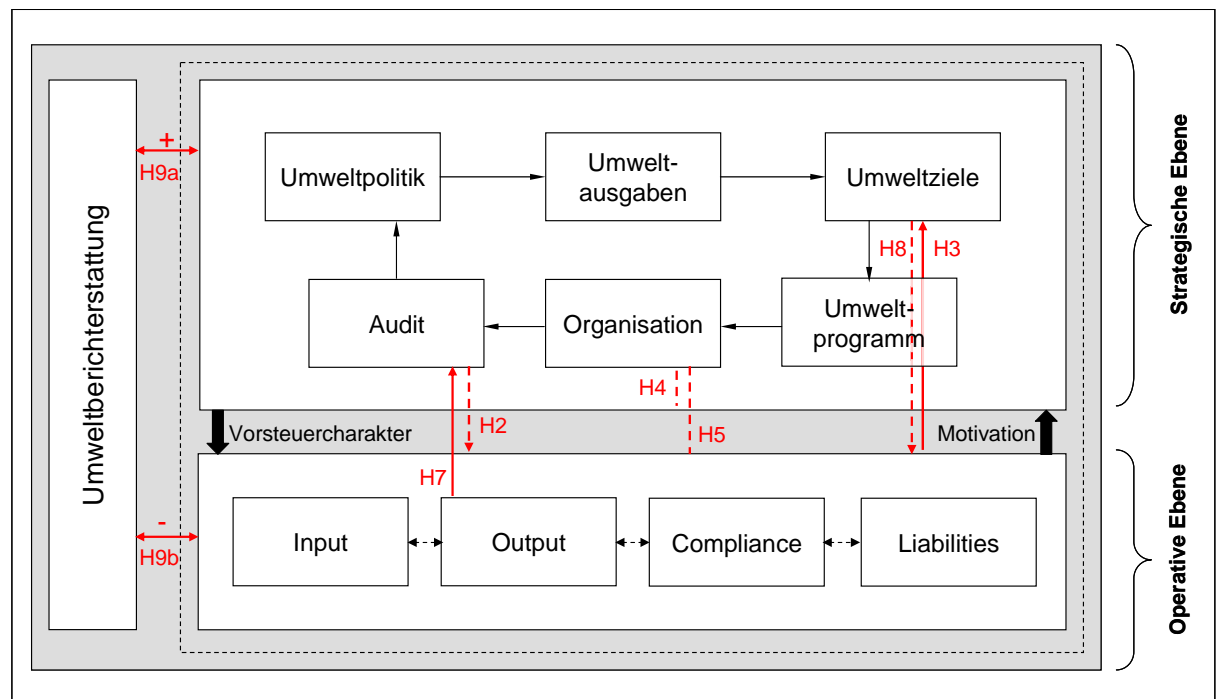 Umweltberichterstattung
+
H9a
-
H9b
Umweltpolitik
Umwelt-
ausgaben
Umweltziele
H8
H3
Audit
Organisation
Umwelt-
programm
H4
H2
H5
H7
Vorsteuercharakter
Motivation
Input
Output
Compliance
Liabilities
Strategische Ebene
Operative Ebene